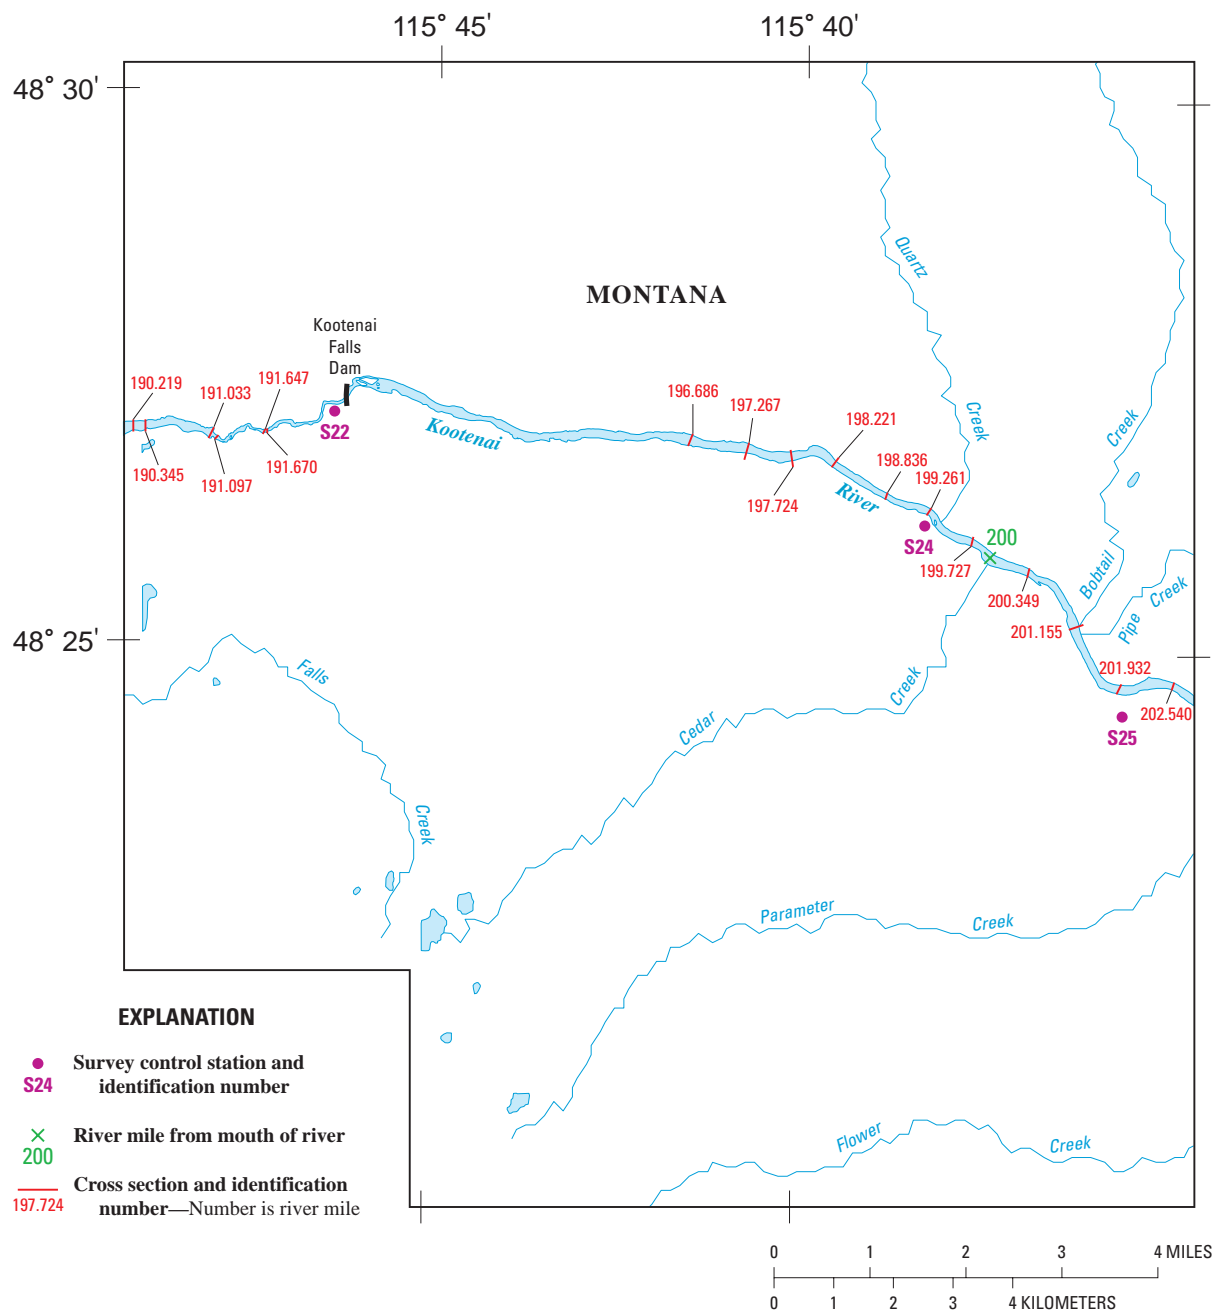 115° 45'
115° 40'
48° 30'
Quartz
MONTANA
Kootenai
Falls
Dam
190.219
191.033
191.647
196.686
197.267
198.221
Creek
Creek
S22
Kootenai
190.345
191.097
191.670
198.836
199.261
River
197.724
S24
200
199.727
Bobtail
200.349
Creek
Pipe
201.155
48° 25'
Falls
Creek
201.932
Cedar
202.540
S25
Creek
Parameter
Creek
EXPLANATION
Survey control station and
S24
identification number
River mile from mouth of river
200
Cross section and identification
197.724
number—Number is river mile
Flower
Creek
0 1 2 3 4 MILES
0 1 2 3 4 KILOMETERS